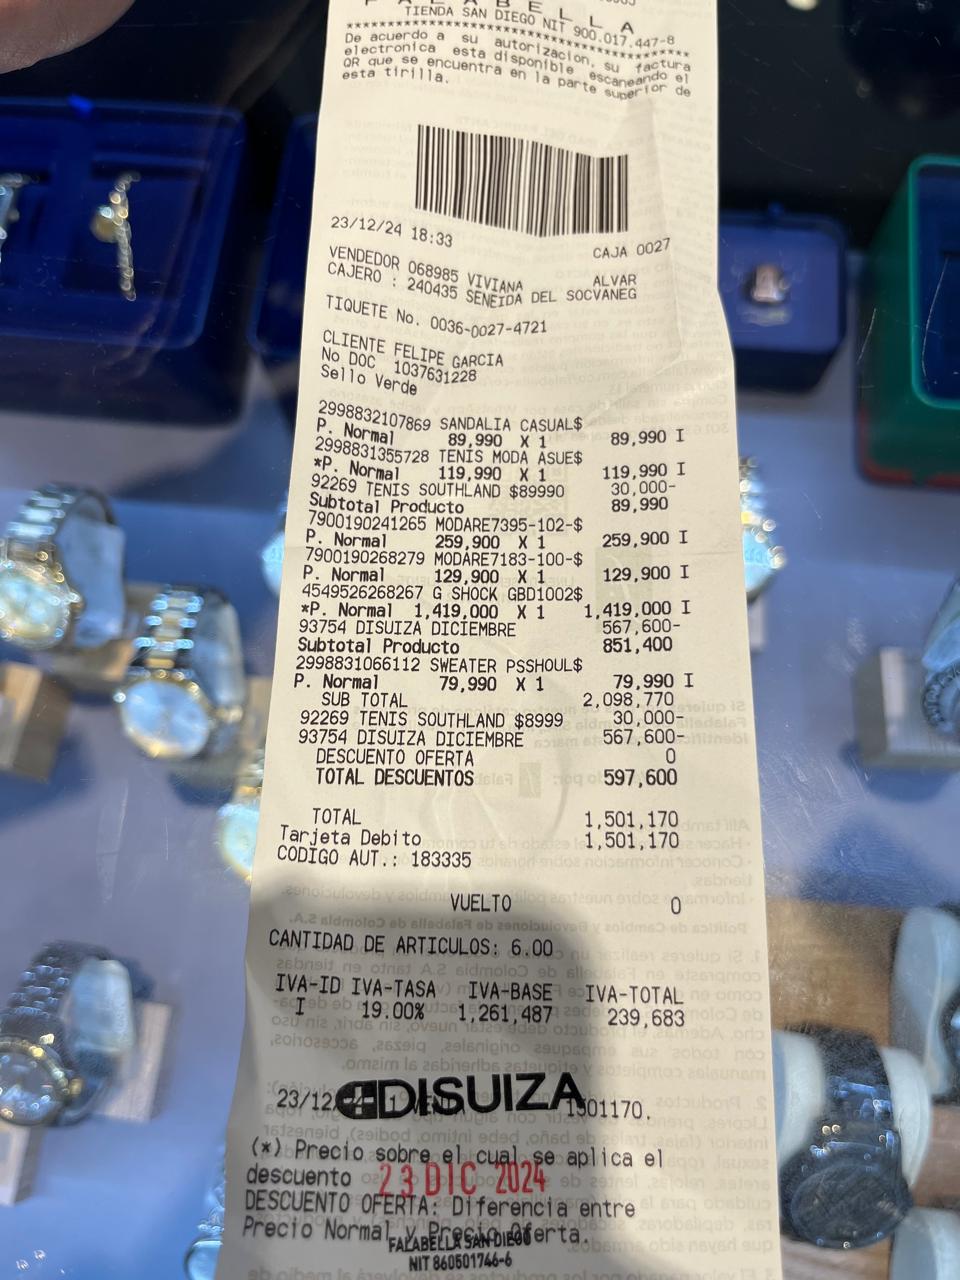 FALABELLA
TIENDA SAN DIEGO NIT 900.017.447-8
****************************************
De acuerdo a su autorizacion, su factura
electronica esta disponible escaneando el
QR que se encuentra en la parte superior de
esta tirilla.
23/12/24 18:33 CAJA 0027
VENDEDOR 068985 VIVIANA ALVAR
CAJERO : 240435 SENEIDA DEL SOCVANEG
TIQUETE No. 0036-0027-4721
CLIENTE FELIPE GARCIA
No DOC 1037631228
Sello Verde
2998832107869 SANDALIA CASUAL$
P. Normal 89,990 X 1 89,990 I
2998831355728 TENIS MODA ASUE$
*P. Normal 119,990 X 1 119,990 I
92269 TENIS SOUTHLAND $89990 30,000-
Subtotal Producto 89,990
7900190241265 MODARE7395-102-$
P. Normal 259,900 X 1 259,900 I
7900190268279 MODARE7183-100-$
P. Normal 129,900 X 1 129,900 I
4549526268267 G SHOCK GBD1002$
*P. Normal 1,419,000 X 1 1,419,000 I
93754 DISUIZA DICIEMBRE 567,600-
Subtotal Producto 851,400
2998831066112 SWEATER PSSHOUL$
P. Normal 79,990 X 1 79,990 I
SUB TOTAL 2,098,770
92269 TENIS SOUTHLAND $8999 30,000-
93754 DISUIZA DICIEMBRE 567,600-
DESCUENTO OFERTA 0
TOTAL DESCUENTOS 597,600
TOTAL 1,501,170
Tarjeta Debito 1,501,170
CODIGO AUT.: 183335
VUELTO 0
CANTIDAD DE ARTICULOS: 6.00
IVA-ID IVA-TASA IVA-BASE IVA-TOTAL
I 19.00% 1,261,487 239,683
DISUIZA
23/12/24 1501170.
(*) Precio sobre el cual se aplica el
descuento
23 DIC 2024
DESCUENTO OFERTA: Diferencia entre
Precio Normal y Precio Oferta.
FALABELLA SAN DIEGO
NIT 860501746-6